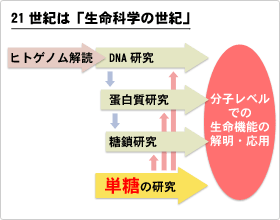 21世紀は「生命科学の世紀」
ヒトゲノム解読
DNA 研究
蛋白質研究
糖鎖研究
単糖の研究
分子レベル
での
生命機能の
解明・応用